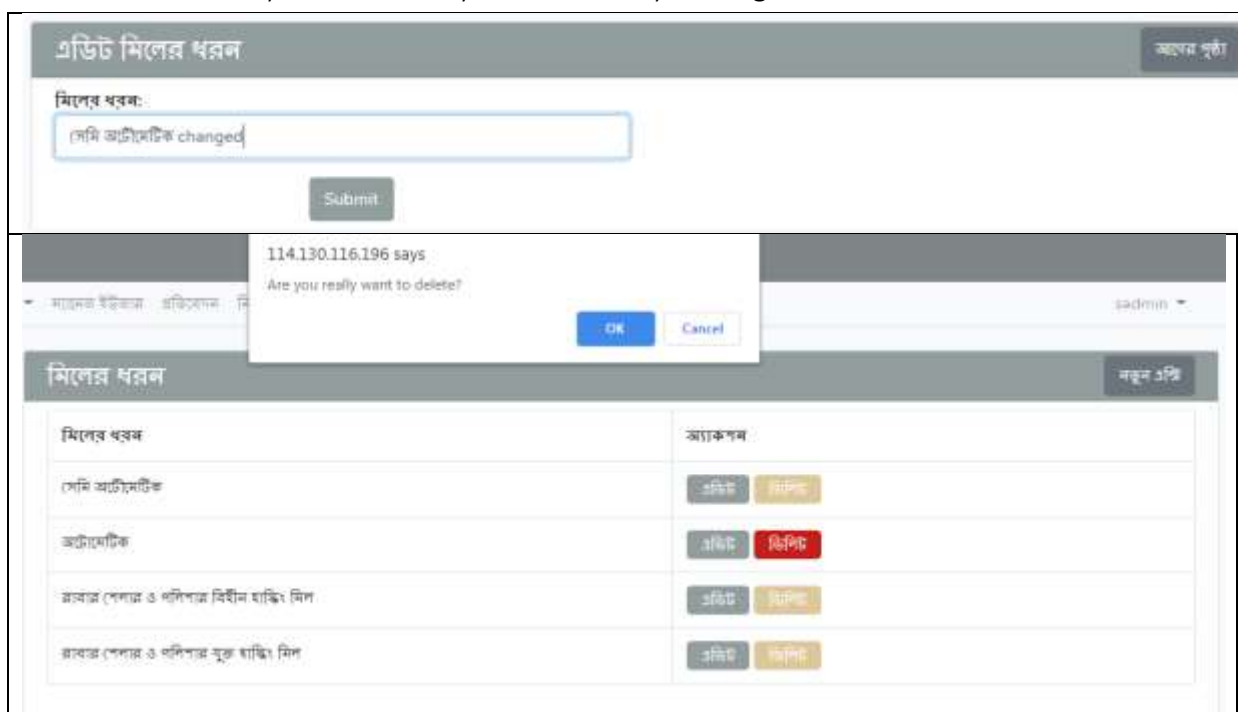 এডিট মিলের ধরন
আগের পৃষ্ঠা
মিলের ধরন:
সেমি অটোমেটিক changed
Submit
114.130.116.196 says
Are you really want to delete?
OK Cancel
sadmin
মিলের ধরন
নতুন এন্ট্রি
মিলের ধরন অ্যাকশন
সেমি অটোমেটিক এডিট ডিলিট
অটোমেটিক এডিট ডিলিট
রাবার শেলার ও পলিশার বিহীন হাস্কিং মিল এডিট ডিলিট
রাবার শেলার ও পলিশার যুক্ত হাস্কিং মিল এডিট ডিলিট